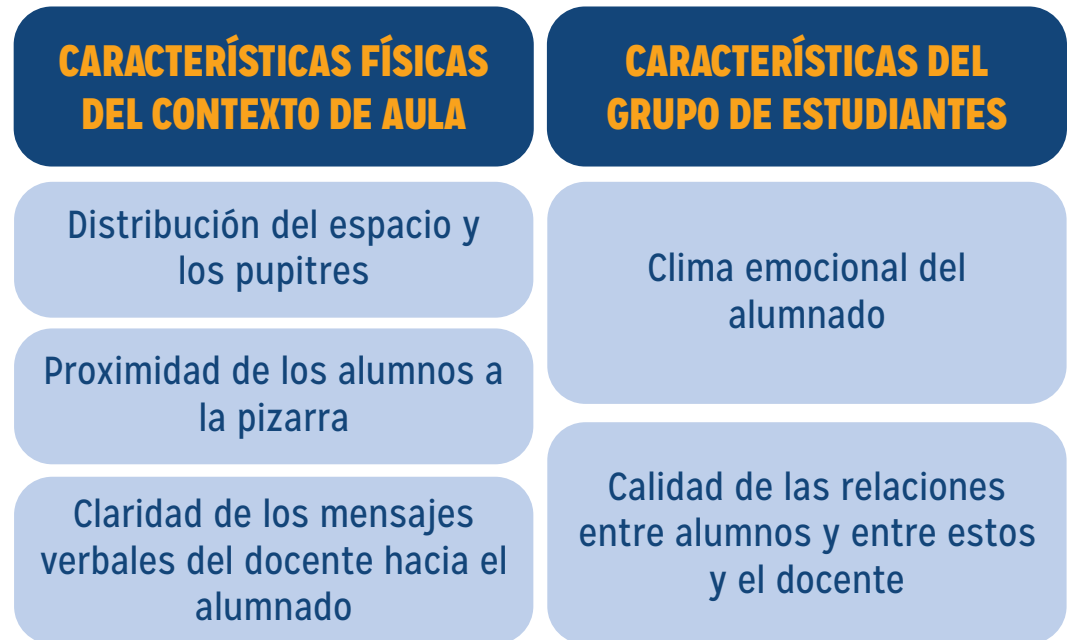 CARACTERÍSTICAS FÍSICAS
DEL CONTEXTO DE AULA
Distribución del espacio y
los pupitres
Proximidad de los alumnos a
la pizarra
Claridad de los mensajes
verbales del docente hacia el
alumnado
CARACTERÍSTICAS DEL
GRUPO DE ESTUDIANTES
Clima emocional del
alumnado
Calidad de las relaciones
entre alumnos y entre estos
y el docente